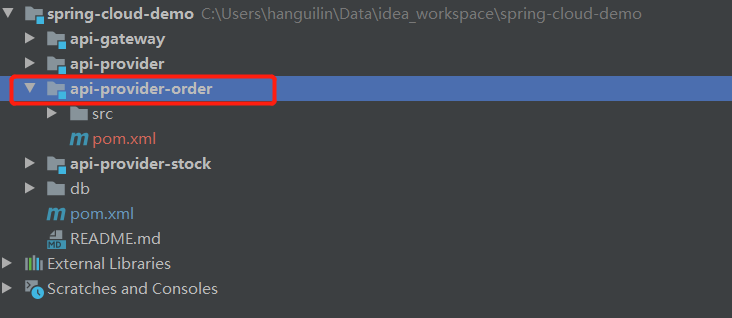 spring-cloud-demo C:\Users\hanguilin\Data\idea_workspace\spring-cloud-demo
api-gateway
api-provider
api-provider-order
src
m pom.xml
api-provider-stock
db
m pom.xml
MD README.md
External Libraries
Scratches and Consoles